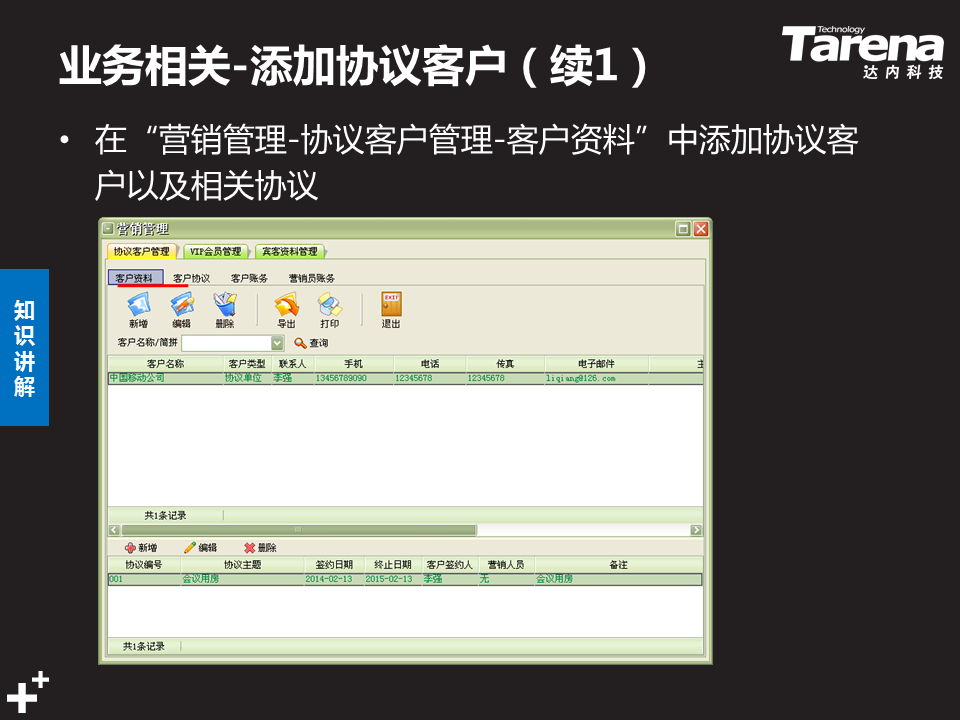 业务相关-添加协议客户（续1）
Technology
Tarena
达内科技
• 在“营销管理-协议客户管理-客户资料”中添加协议客
户以及相关协议
知识讲解
营销管理
协议客户管理 VIP会员管理 宾客资料管理
客户资料 客户协议 客户账务 营销员账务
新增 编辑 删除 导出 打印 EXIT 退出
客户名称/简拼 查询
客户名称 客户类型 联系人 手机 电话 传真 电子邮件 主
中国移动公司 协议单位 李强 13456789090 12345678 12345678 liqiang@126.com
共1条记录
新增 编辑 删除
协议编号 协议主题 签约日期 终止日期 客户签约人 营销人员 备注
001 会议用房 2014-02-13 2015-02-13 李强 无 会议用房
共1条记录